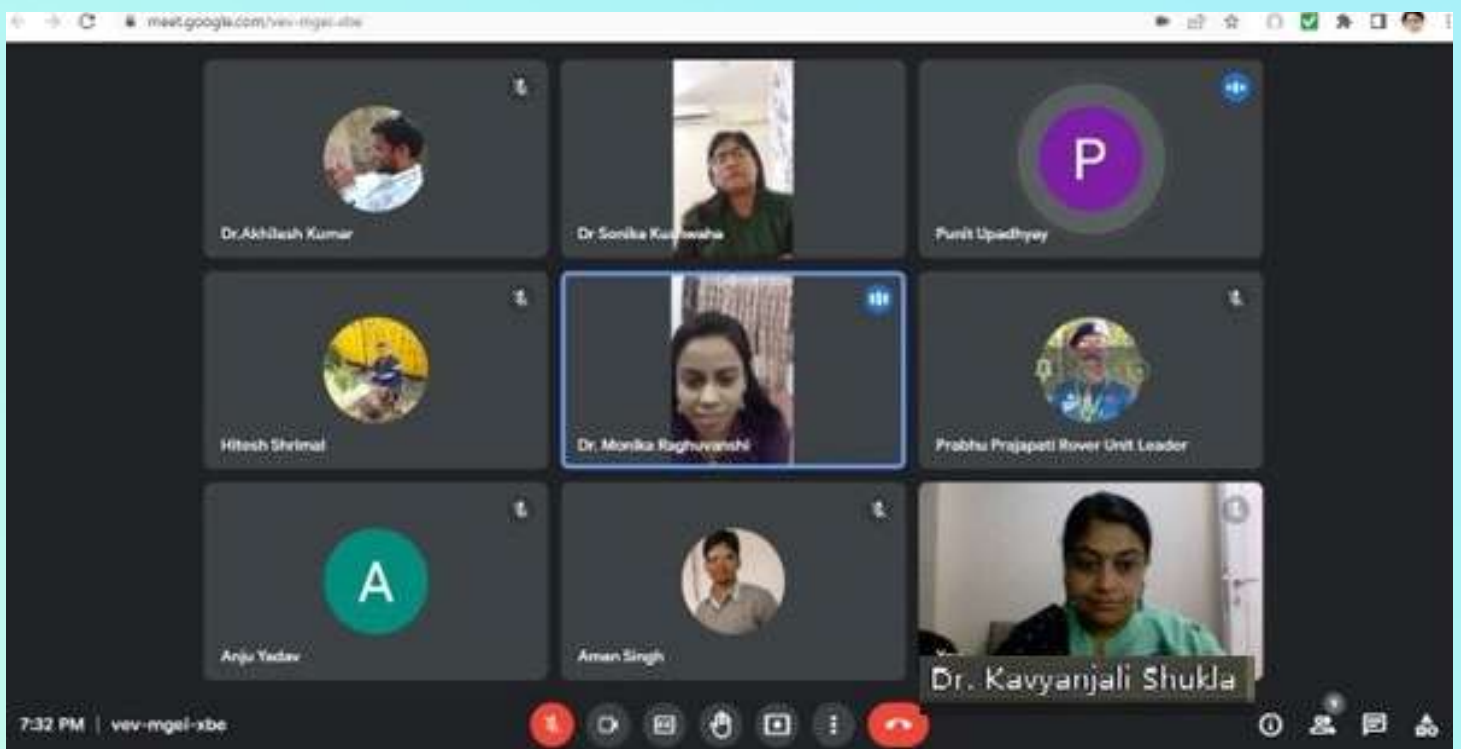 meet.google.com/vev-mgei-xbe
Dr.Akhilesh Kumar
Dr Sonika Kushwaha
P
Punit Upadhyay
Hitesh Shrimal
Dr. Monika Raghuvanshi
Prabhu Prajapati Rover Unit Leader
A
Anju Yadav
Aman Singh
Dr. Kavyanjali Shukla
7:32 PM | vev-mgei-xbe
9